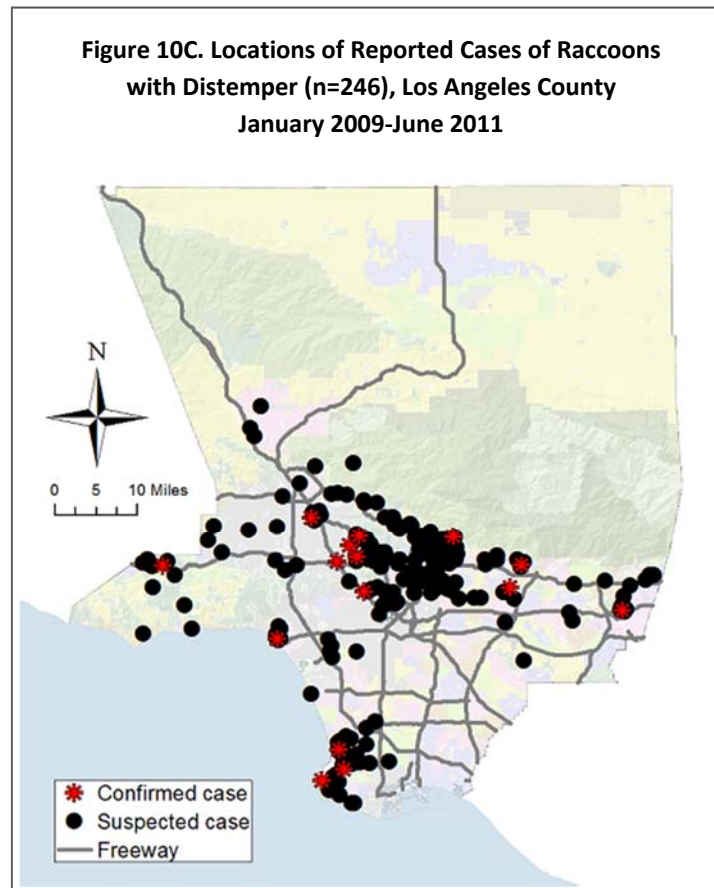 Figure 10C. Locations of Reported Cases of Raccoons
with Distemper (n=246), Los Angeles County
January 2009-June 2011
N
0 5 10 Miles
Confirmed case
Suspected case
Freeway